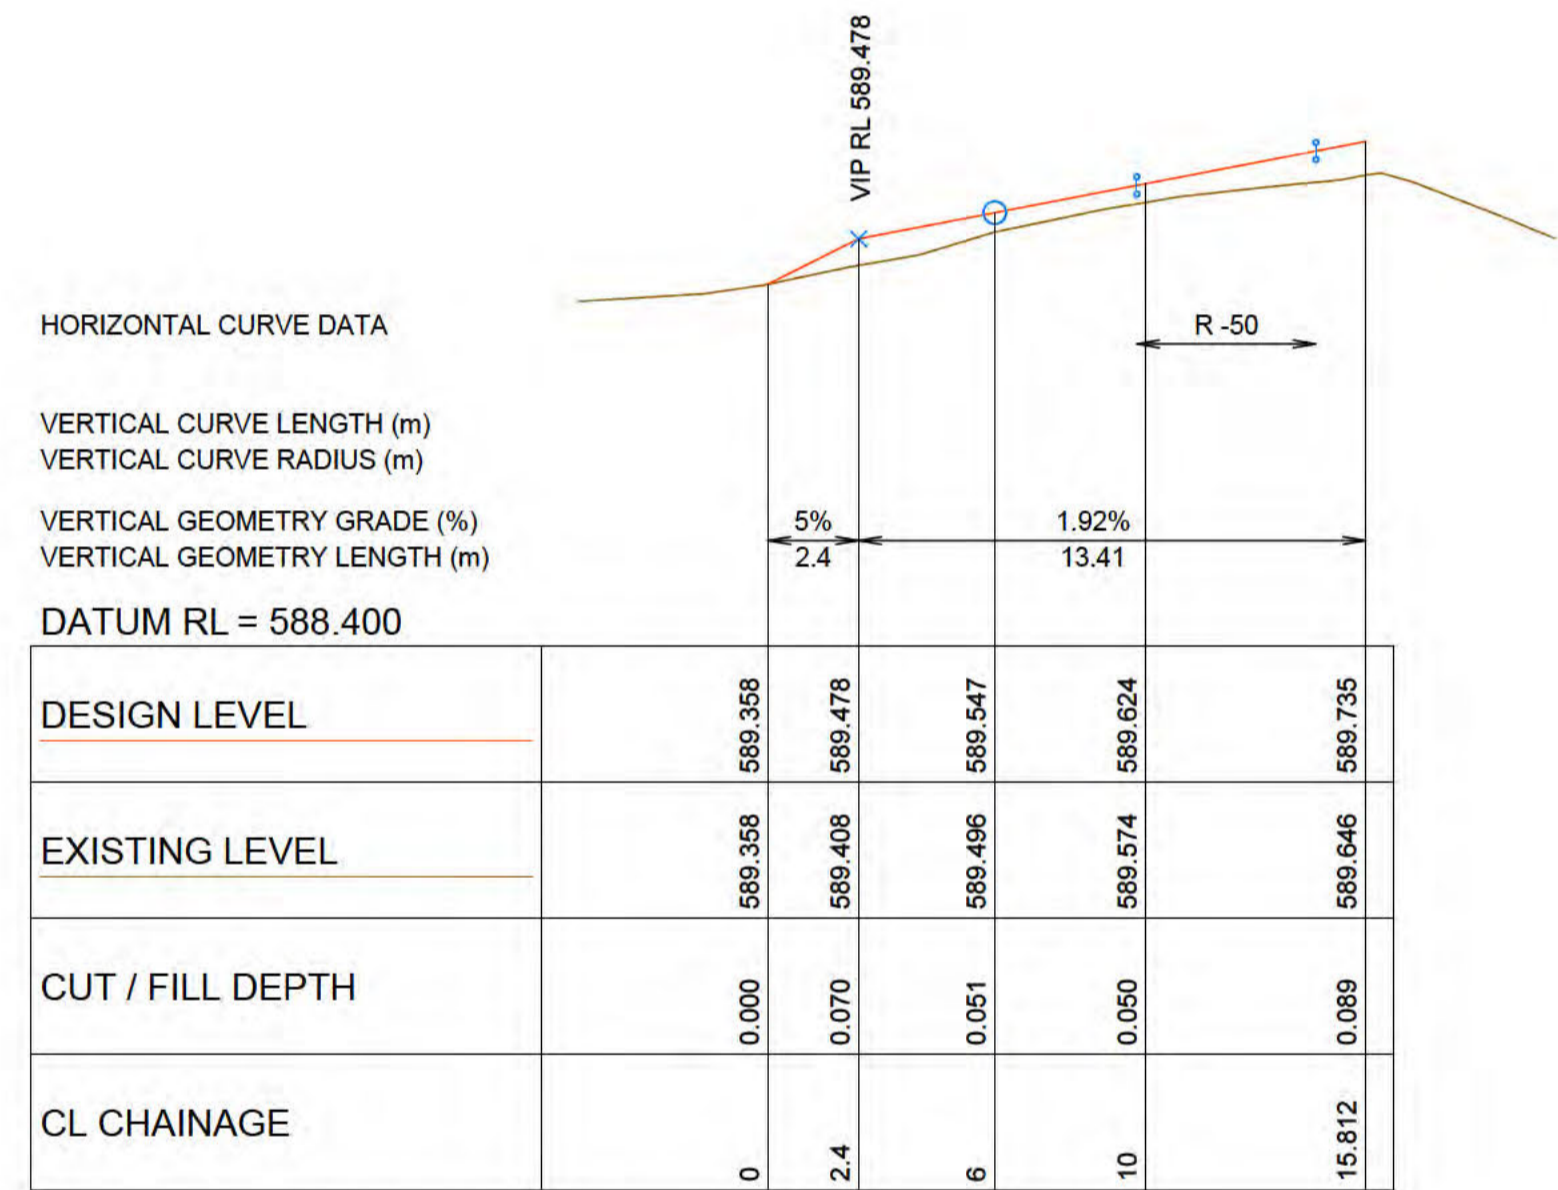 VIP RL 589.478
HORIZONTAL CURVE DATA
R -50
VERTICAL CURVE LENGTH (m)
VERTICAL CURVE RADIUS (m)
VERTICAL GEOMETRY GRADE (%) 5% 1.92%
VERTICAL GEOMETRY LENGTH (m) 2.4 13.41
DATUM RL = 588.400
DESIGN LEVEL 589.358 589.478 589.547 589.624 589.735
EXISTING LEVEL 589.358 589.408 589.496 589.574 589.646
CUT / FILL DEPTH 0.000 0.070 0.051 0.050 0.089
CL CHAINAGE 0 2.4 6 10 15.812